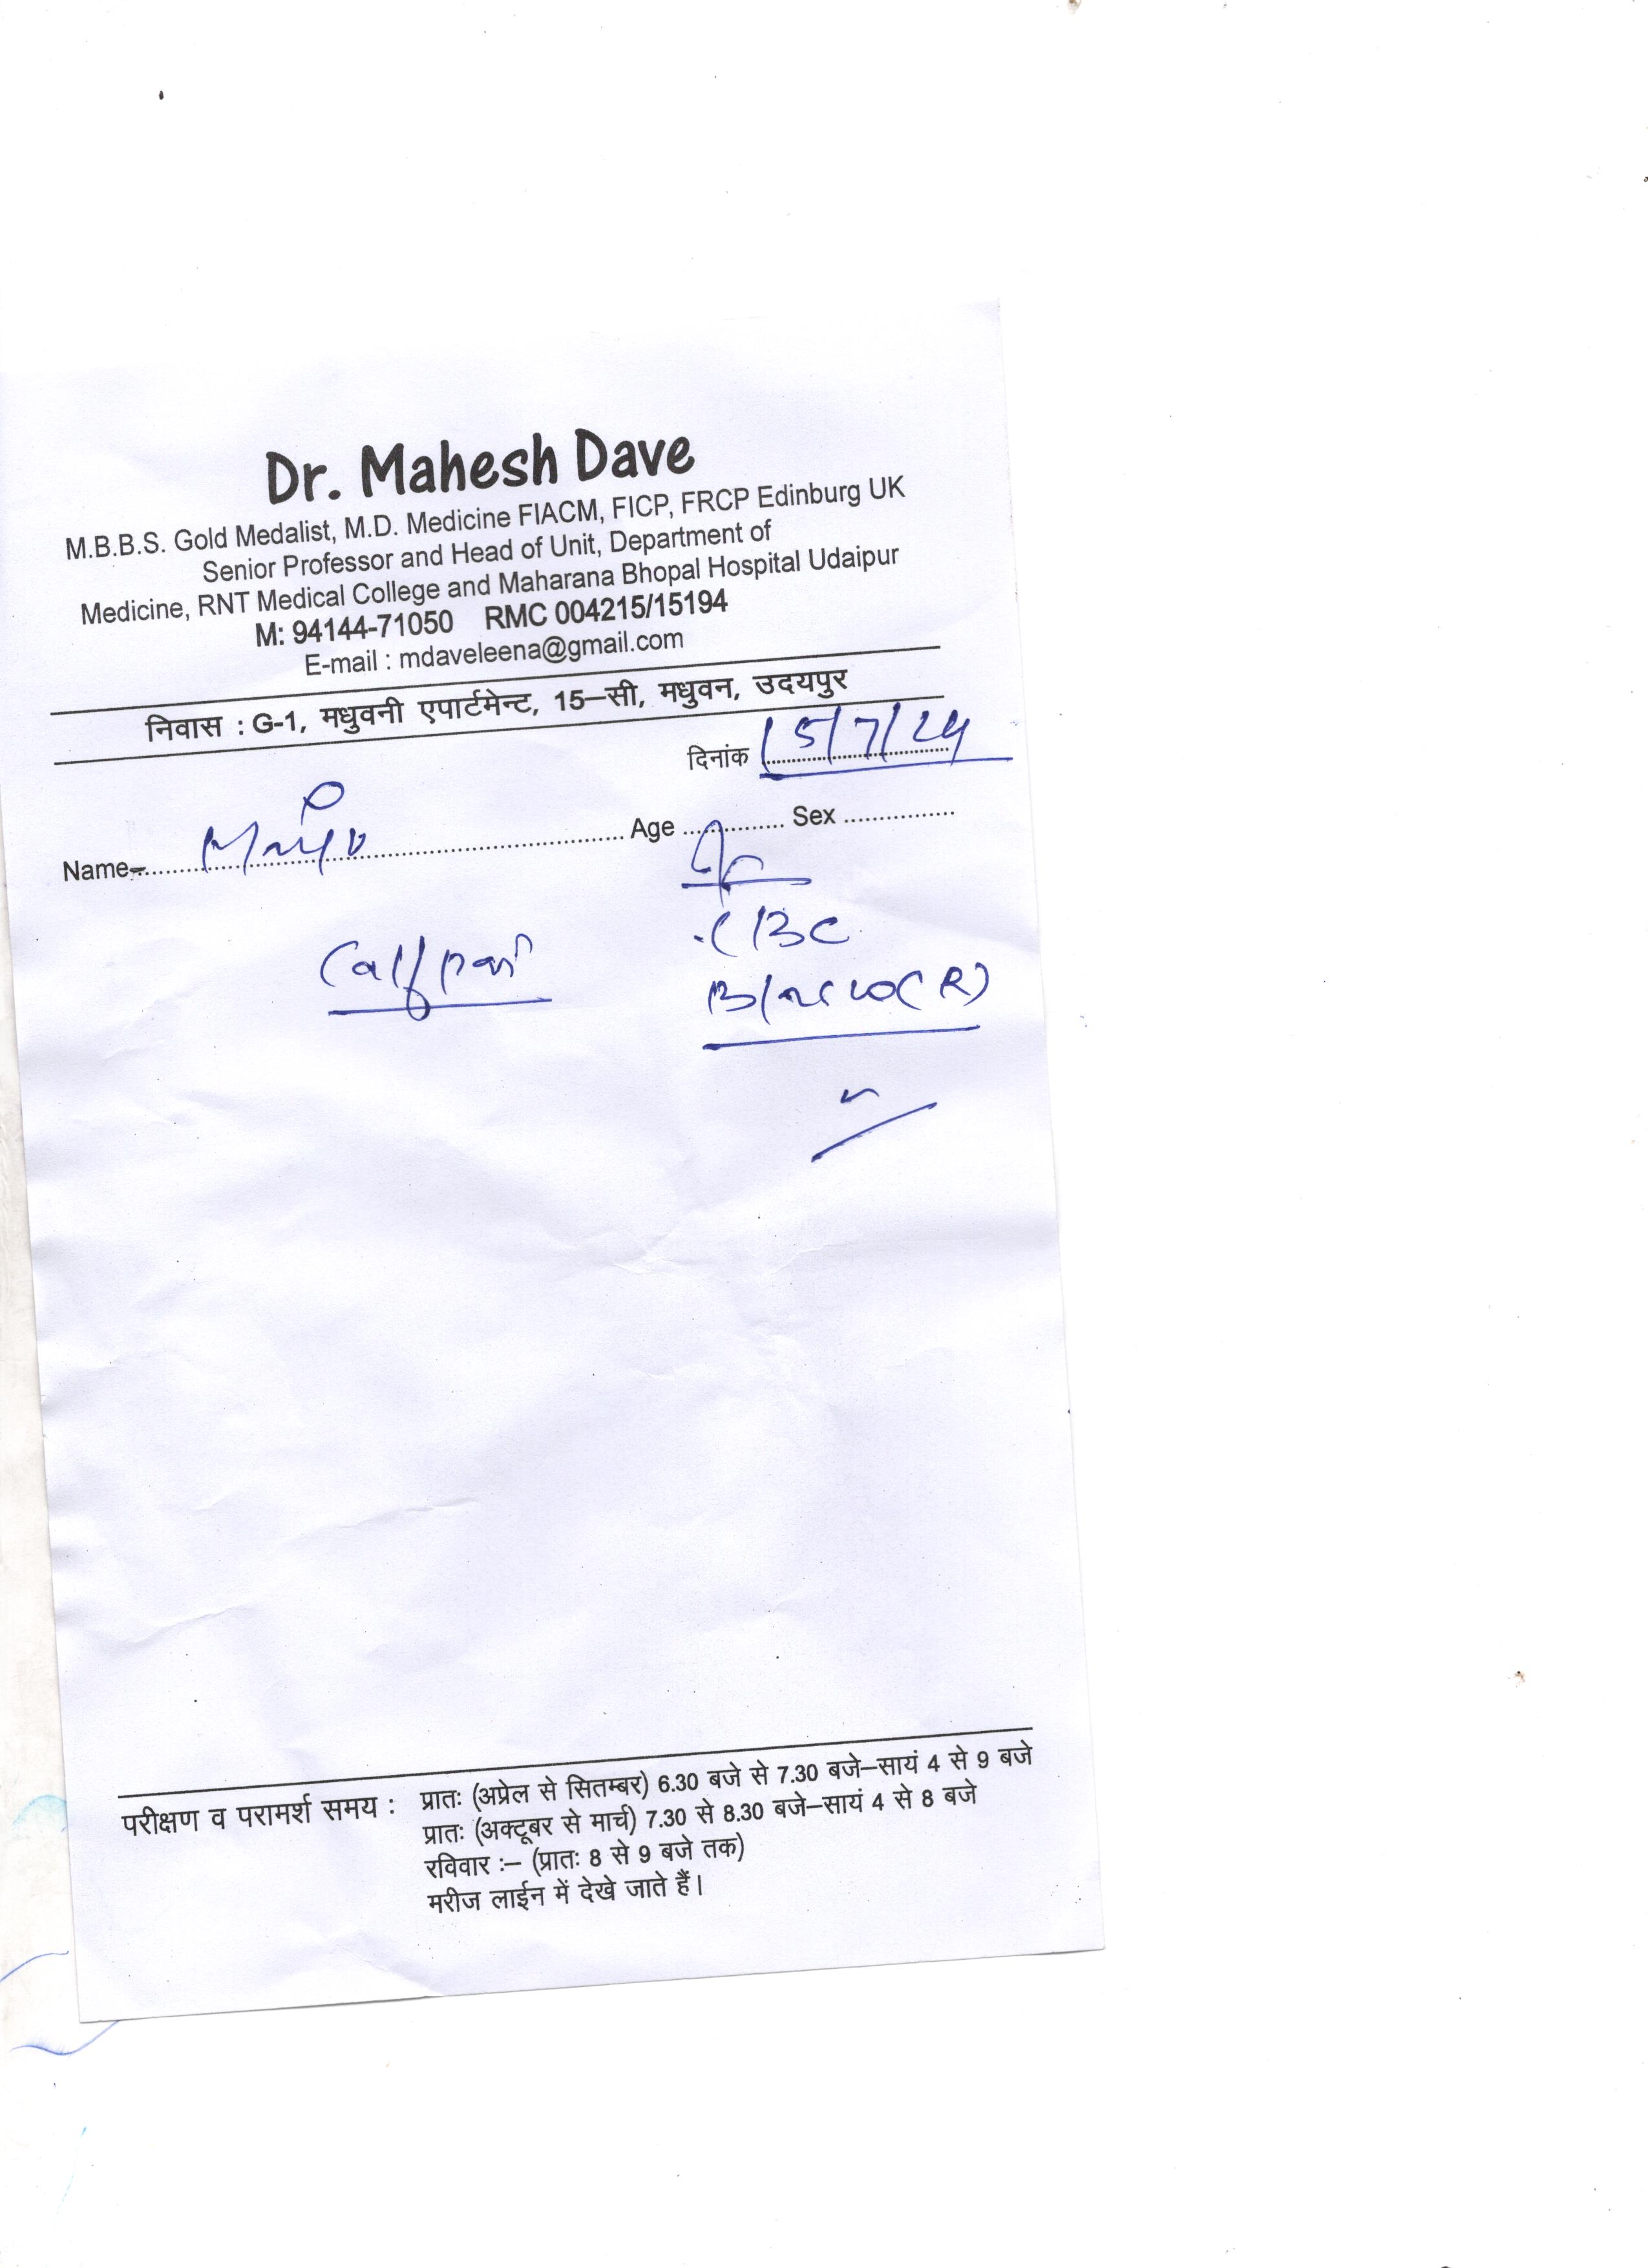 Dr. Mahesh Dave
M.B.B.S. Gold Medalist, M.D. Medicine FIACM, FICP, FRCP Edinburg UK
Senior Professor and Head of Unit, Department of
Medicine, RNT Medical College and Maharana Bhopal Hospital Udaipur
M: 94144-71050 RMC 004215/15194
E-mail : mdaveleena@gmail.com
निवास : G-1, मधुवनी एपार्टमेन्ट, 15–सी, मधुवन, उदयपुर
दिनांक 15/7/24
Name Age Sex
CBC
Calf pain
(R)
परीक्षण व परामर्श समय : प्रातः (अप्रेल से सितम्बर) 6.30 बजे से 7.30 बजे–सायं 4 से 9 बजे
प्रातः (अक्टूबर से मार्च) 7.30 से 8.30 बजे–सायं 4 से 8 बजे
रविवार :– (प्रातः 8 से 9 बजे तक)
मरीज लाईन में देखे जाते हैं।